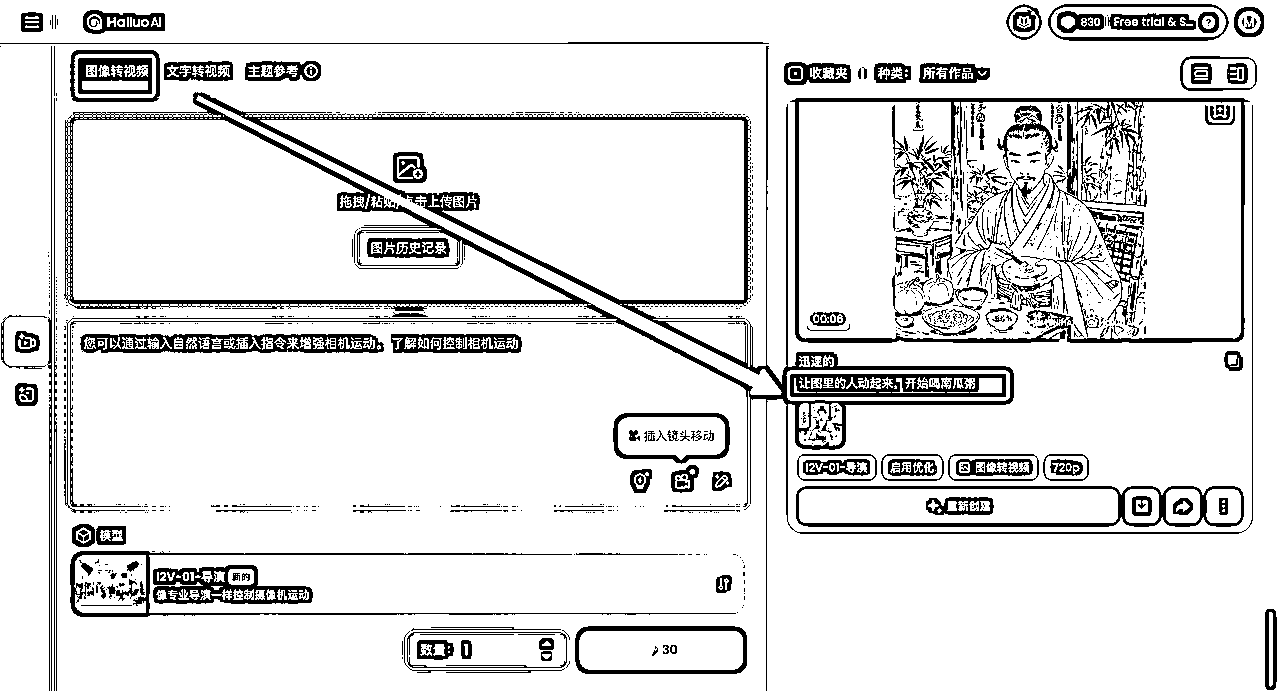 Hailuo AI
830 Free trial & S... ?
M
图像转视频 文字转视频 主题参考
收藏夹 0 种类: 所有作品
拖拽/粘贴/点击上传图片
图片历史记录
00:06
您可以通过输入自然语言或插入指令来增强相机运动。 了解如何控制相机运动
迅速的
让图里的人动起来，开始喝南瓜粥
插入镜头移动
I2V-01-导演 启用优化 图像转视频 720p
重新创建
模型
I2V-01-导演 新的
像专业导演一样控制摄像机运动
数量: 1
30